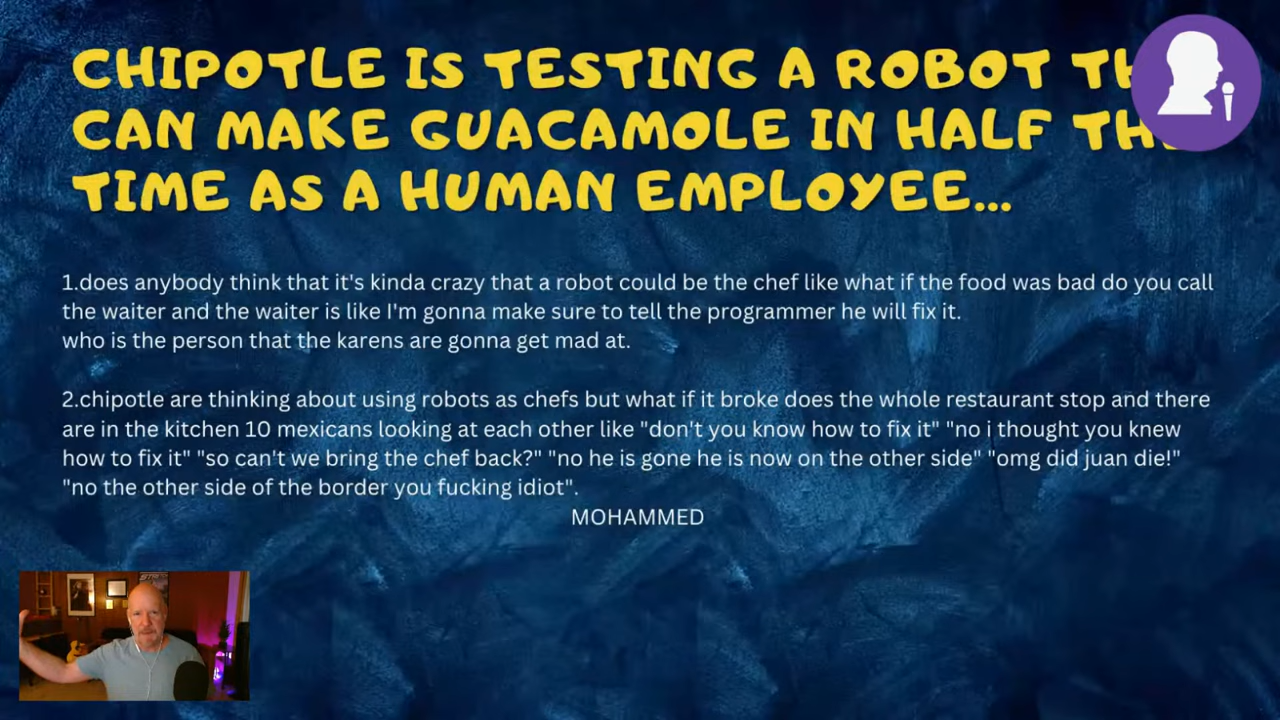 CHIPOTLE IS TESTING A ROBOT
CAN MAKE GUACAMOLE IN HALF
TIME AS A HUMAN EMPLOYEE...
1.does anybody think that it's kinda crazy that a robot could be the chef like what if the food was bad do you call
the waiter and the waiter is like I'm gonna make sure to tell the programmer he will fix it.
who is the person that the karens are gonna get mad at.
2.chipotle are thinking about using robots as chefs but what if it broke does the whole restaurant stop and there
are in the kitchen 10 mexicans looking at each other like "don't you know how to fix it" "no i thought you knew
how to fix it" "so can't we bring the chef back?" "no he is gone he is now on the other side" "omg did juan die!"
"no the other side of the border you fucking idiot".
MOHAMMED